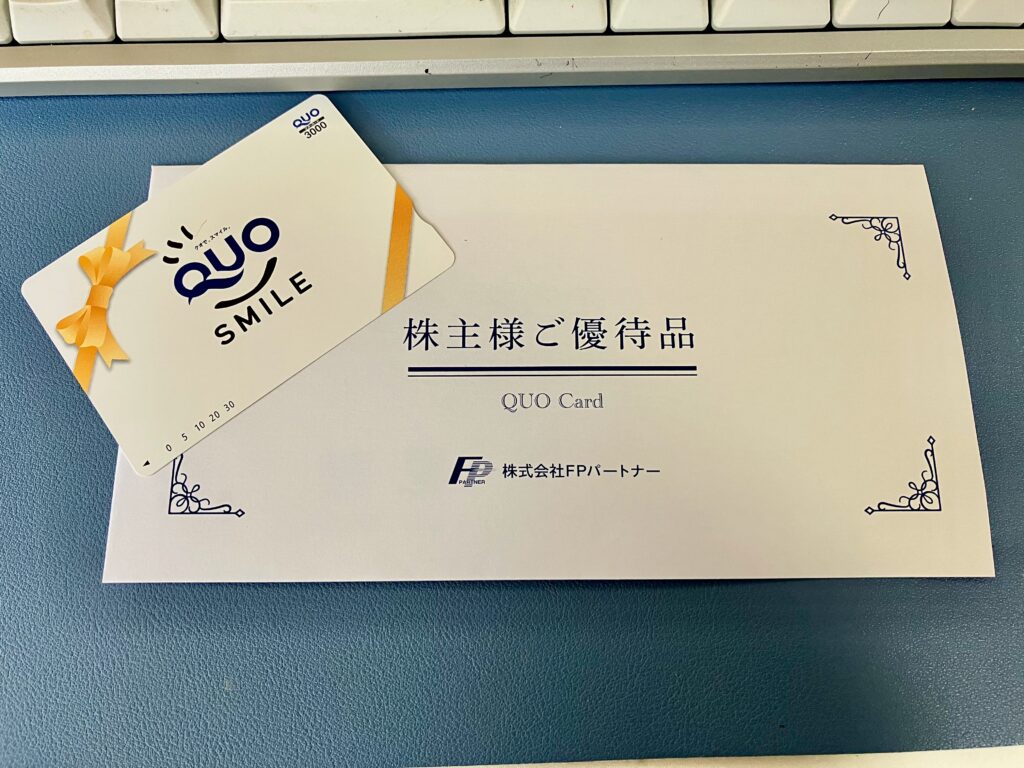 QUO
3000
クオで、スマイル。
QUO
SMILE
0 5 10 20 30
株主様ご優待品
QUO Card
FP
PARTNER
株式会社FPパートナー